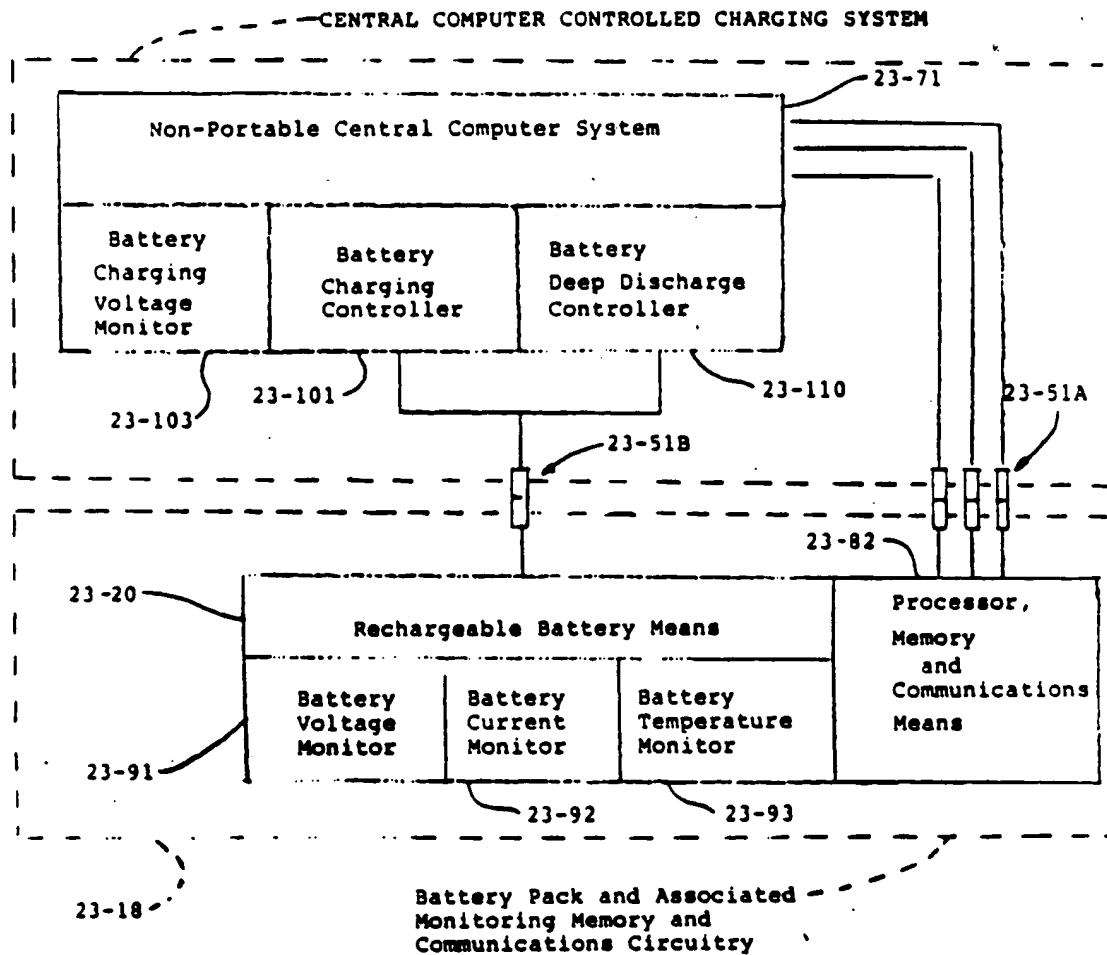 CENTRAL COMPUTER CONTROLLED CHARGING SYSTEM
23-71
Non-Portable Central Computer System
Battery
Charging
Voltage
Monitor
Battery
Charging
Controller
Battery
Deep Discharge
Controller
23-103
23-101
23-110
23-51A
23-51B
23-82
23-20
Rechargeable Battery Means
Processor,
Memory
and
Communications
Means
Battery
Voltage
Monitor
Battery
Current
Monitor
Battery
Temperature
Monitor
23-91
23-92
23-93
23-18
Battery Pack and Associated
Monitoring Memory and
Communications Circuitry